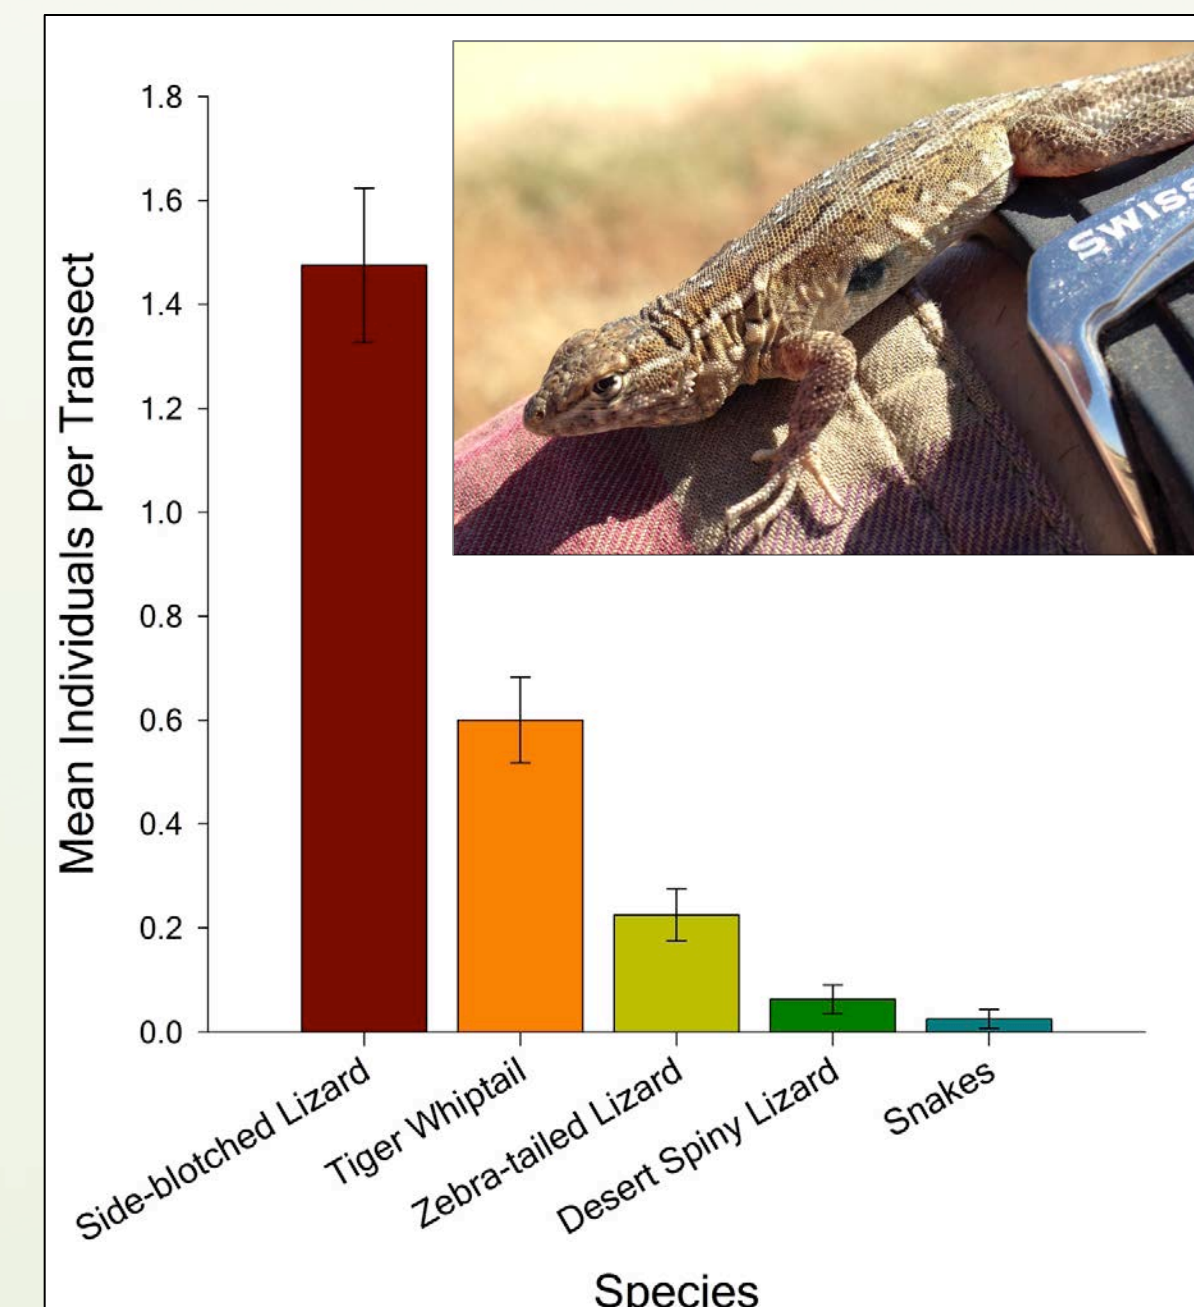 Mean Individuals per Transect
1.8
1.6
1.4
1.2
1.0
0.8
0.6
0.4
0.2
0.0
Swiss
Side-blotched Lizard
Tiger Whiptail
Zebra-tailed Lizard
Desert Spiny Lizard
Snakes
Species